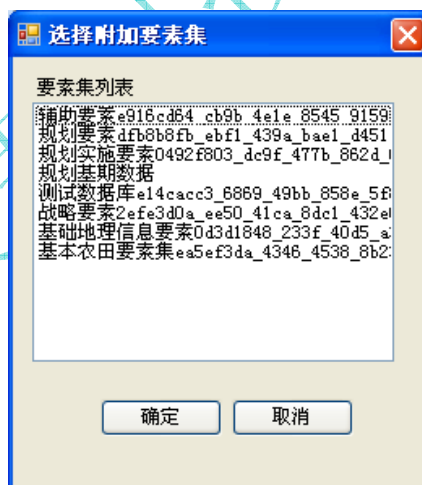 选择附加要素集
要素集列表
辅助要素e916cd64_cb9b_4e1e_8545_9159
规划要素dfb8b8fb_ebf1_439a_bae1_d451
规划实施要素0492f803_dc9f_477b_862d_
规划基期数据
测试数据库e14cacc3_6869_49bb_858e_5f
战略要素2efe3d0a_ee50_41ca_8dc1_432e
基础地理信息要素0d3d1848_233f_40d5_a
基本农田要素集ea5ef3da_4346_4538_8b2
确定
取消